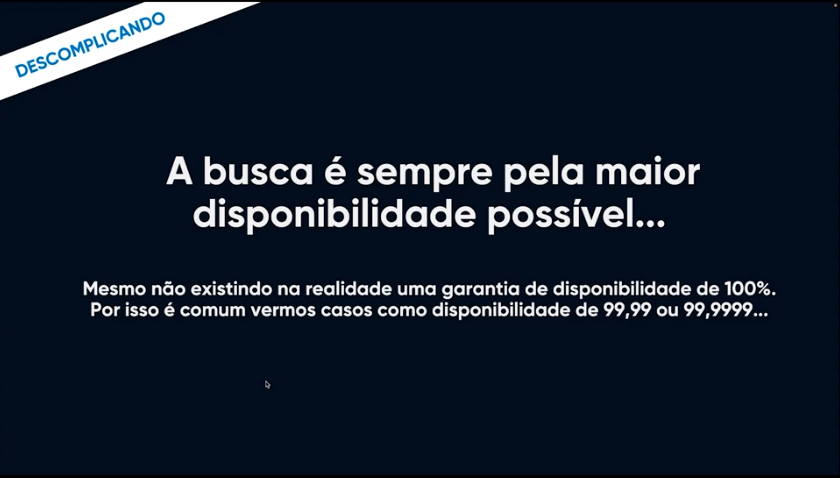 DESCOMPLICANDO
A busca é sempre pela maior
disponibilidade possível...
Mesmo não existindo na realidade uma garantia de disponibilidade de 100%.
Por isso é comum vermos casos como disponibilidade de 99,99 ou 99,9999...